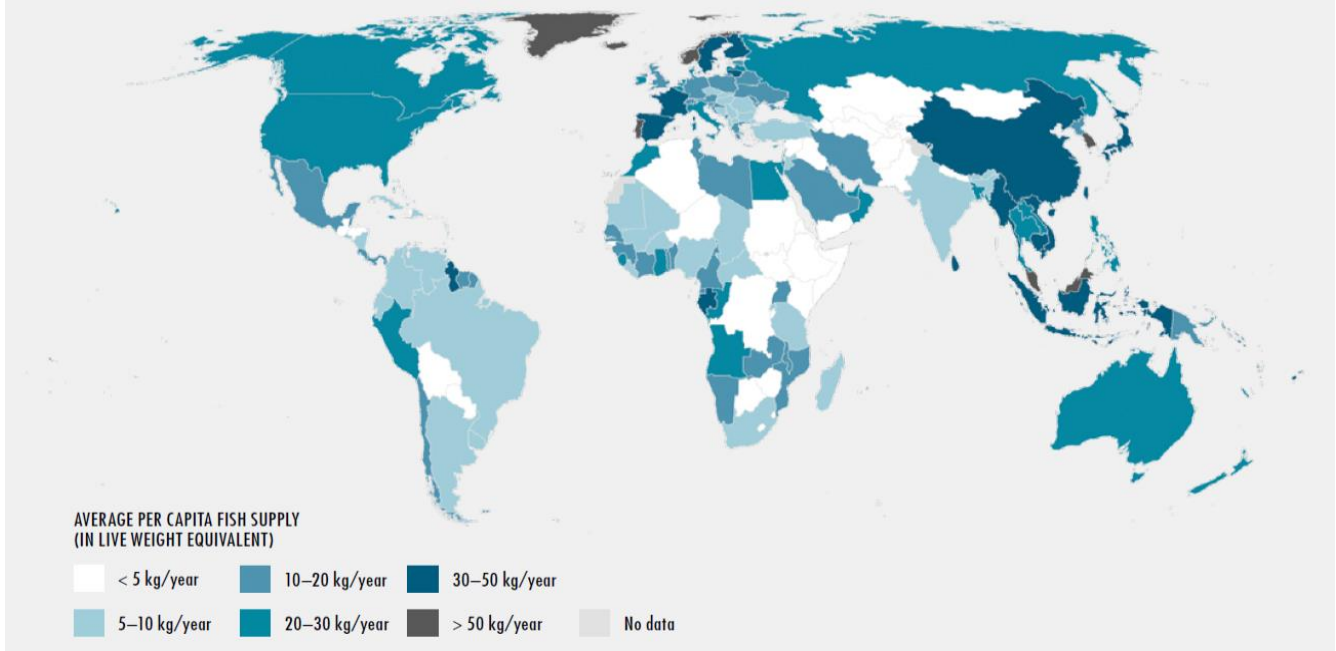 AVERAGE PER CAPITA FISH SUPPLY
(IN LIVE WEIGHT EQUIVALENT)
< 5 kg/year
10–20 kg/year
30–50 kg/year
5–10 kg/year
20–30 kg/year
> 50 kg/year
No data